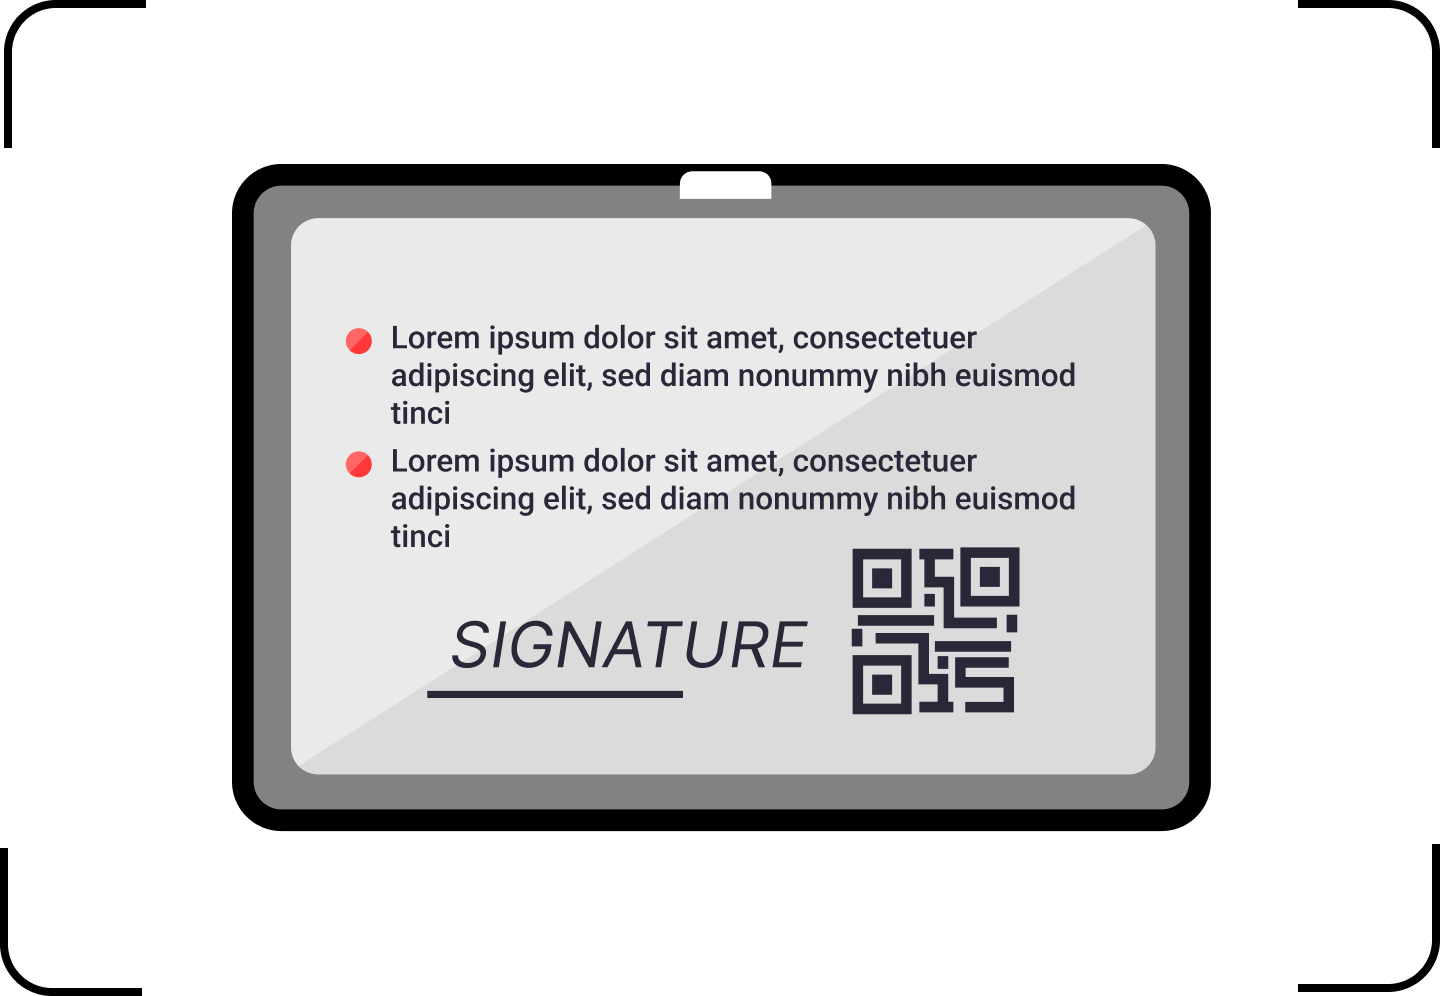 Lorem ipsum dolor sit amet, consectetuer
adipiscing elit, sed diam nonummy nibh euismod
tinci
Lorem ipsum dolor sit amet, consectetuer
adipiscing elit, sed diam nonummy nibh euismod
tinci
SIGNATURE